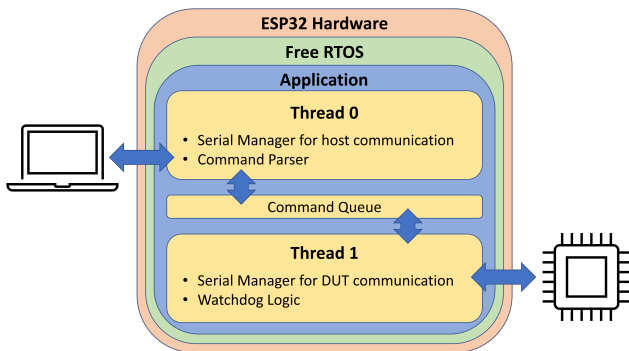 ESP32 Hardware
Free RTOS
Application
Thread 0
• Serial Manager for host communication
• Command Parser
Command Queue
Thread 1
• Serial Manager for DUT communication
• Watchdog Logic